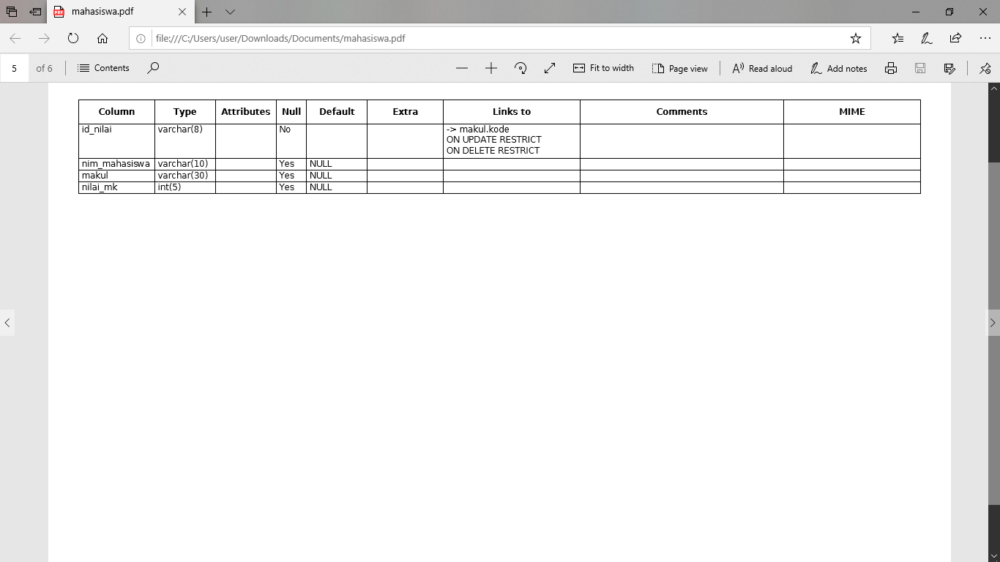 mahasiswa.pdf
file:///C:/Users/user/Downloads/Documents/mahasiswa.pdf
5 of 6 Contents Fit to width Page view Read aloud Add notes
Column Type Attributes Null Default Extra Links to Comments MIME
id_nilai varchar(8) No -> makul.kode
ON UPDATE RESTRICT
ON DELETE RESTRICT
nim_mahasiswa varchar(10) Yes NULL
makul varchar(30) Yes NULL
nilai_mk int(5) Yes NULL